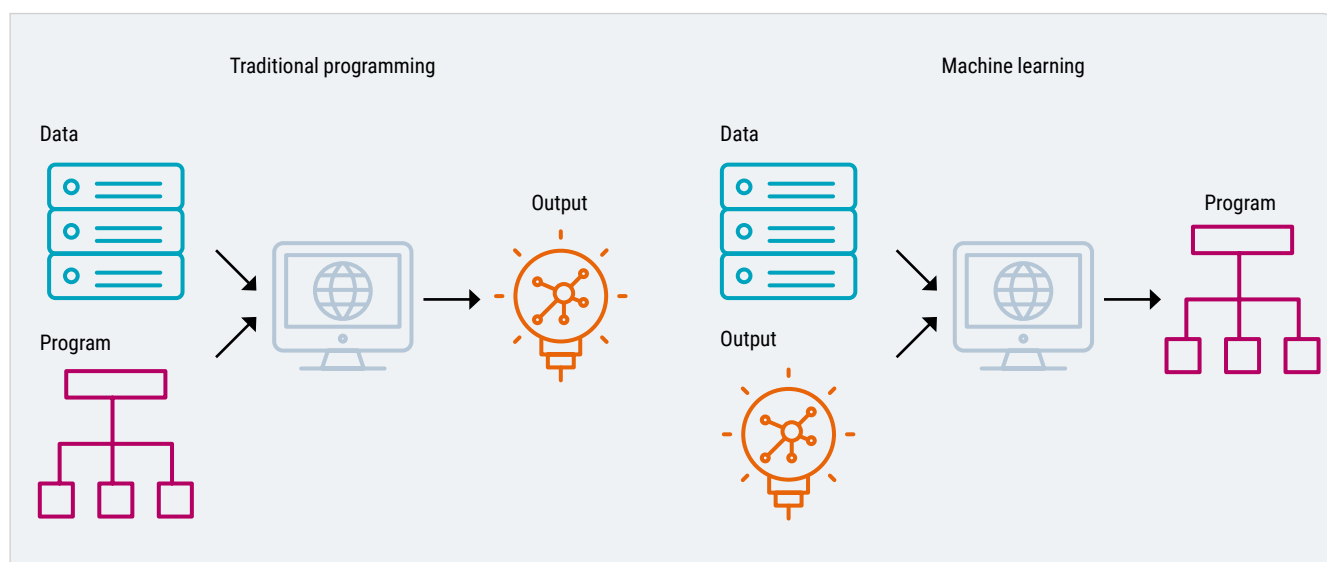 Traditional programming
Data
Program
Output
Machine learning
Data
Output
Program